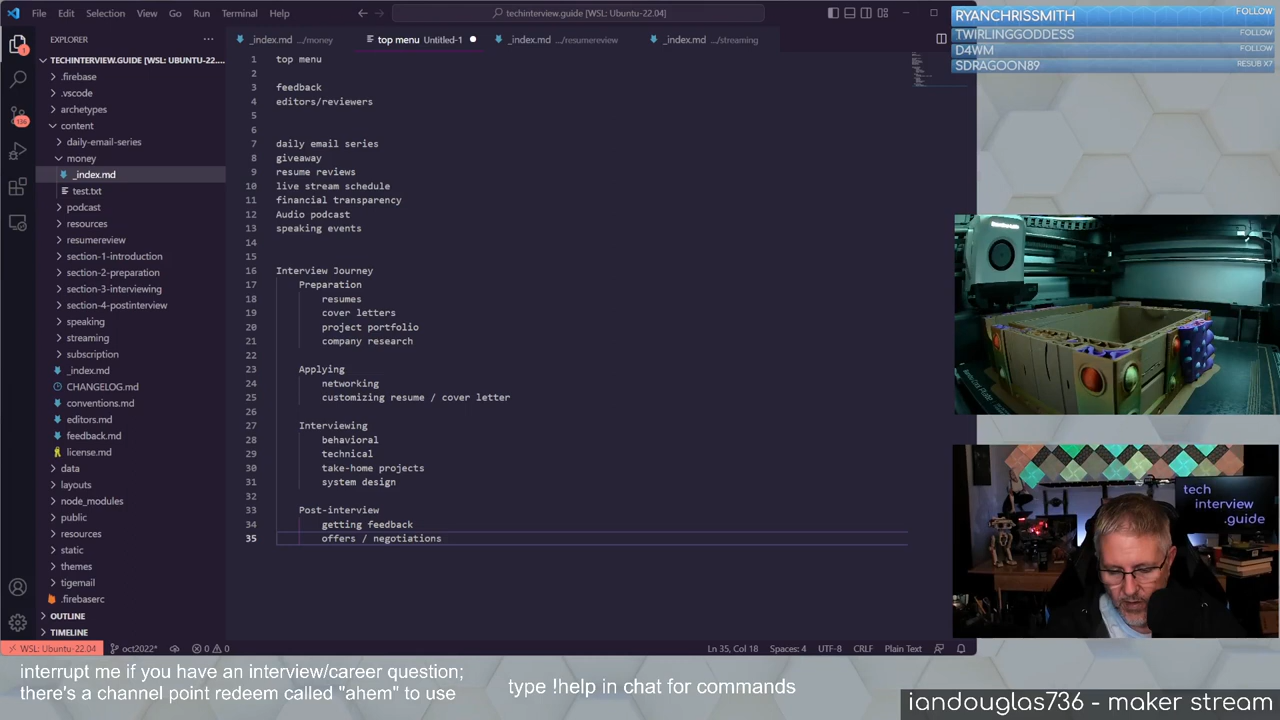 File Edit Selection View Go Run Terminal Help
techinterview.guide [WSL: Ubuntu-22.04]
EXPLORER
TECHINTERVIEW.GUIDE [WSL: UBUNTU-22....
.firebase
.vscode
archetypes
content
daily-email-series
money
_index.md
test.txt
podcast
resources
resumereview
section-1-introduction
section-2-preparation
section-3-interviewing
section-4-postinterview
speaking
streaming
subscription
_index.md
CHANGELOG.md
conventions.md
editors.md
feedback.md
license.md
data
layouts
node_modules
public
resources
static
themes
tigemail
.firebaserc
OUTLINE
TIMELINE
1
136
_index.md .../money
top menu Untitled-1
_index.md .../resumereview
_index.md .../streaming
1 top menu
2
3 feedback
4 editors/reviewers
5
6
7 daily email series
8 giveaway
9 resume reviews
10 live stream schedule
11 financial transparency
12 Audio podcast
13 speaking events
14
15
16 Interview Journey
17 Preparation
18 resumes
19 cover letters
20 project portfolio
21 company research
22
23 Applying
24 networking
25 customizing resume / cover letter
26
27 Interviewing
28 behavioral
29 technical
30 take-home projects
31 system design
32
33 Post-interview
34 getting feedback
35 offers / negotiations
WSL: Ubuntu-22.04 oct2022* 0 0 Ln 35, Col 18 Spaces: 4 UTF-8 CRLF Plain Text
RYANCHRISSMITH FOLLOW
TWIRLINGGODDESS FOLLOW
D4WM FOLLOW
SDRAGOON89 RESUB X7
tech
interview
.guide
interrupt me if you have an interview/career question;
there's a channel point redeem called "ahem" to use
type !help in chat for commands
iandouglas736 - maker stream